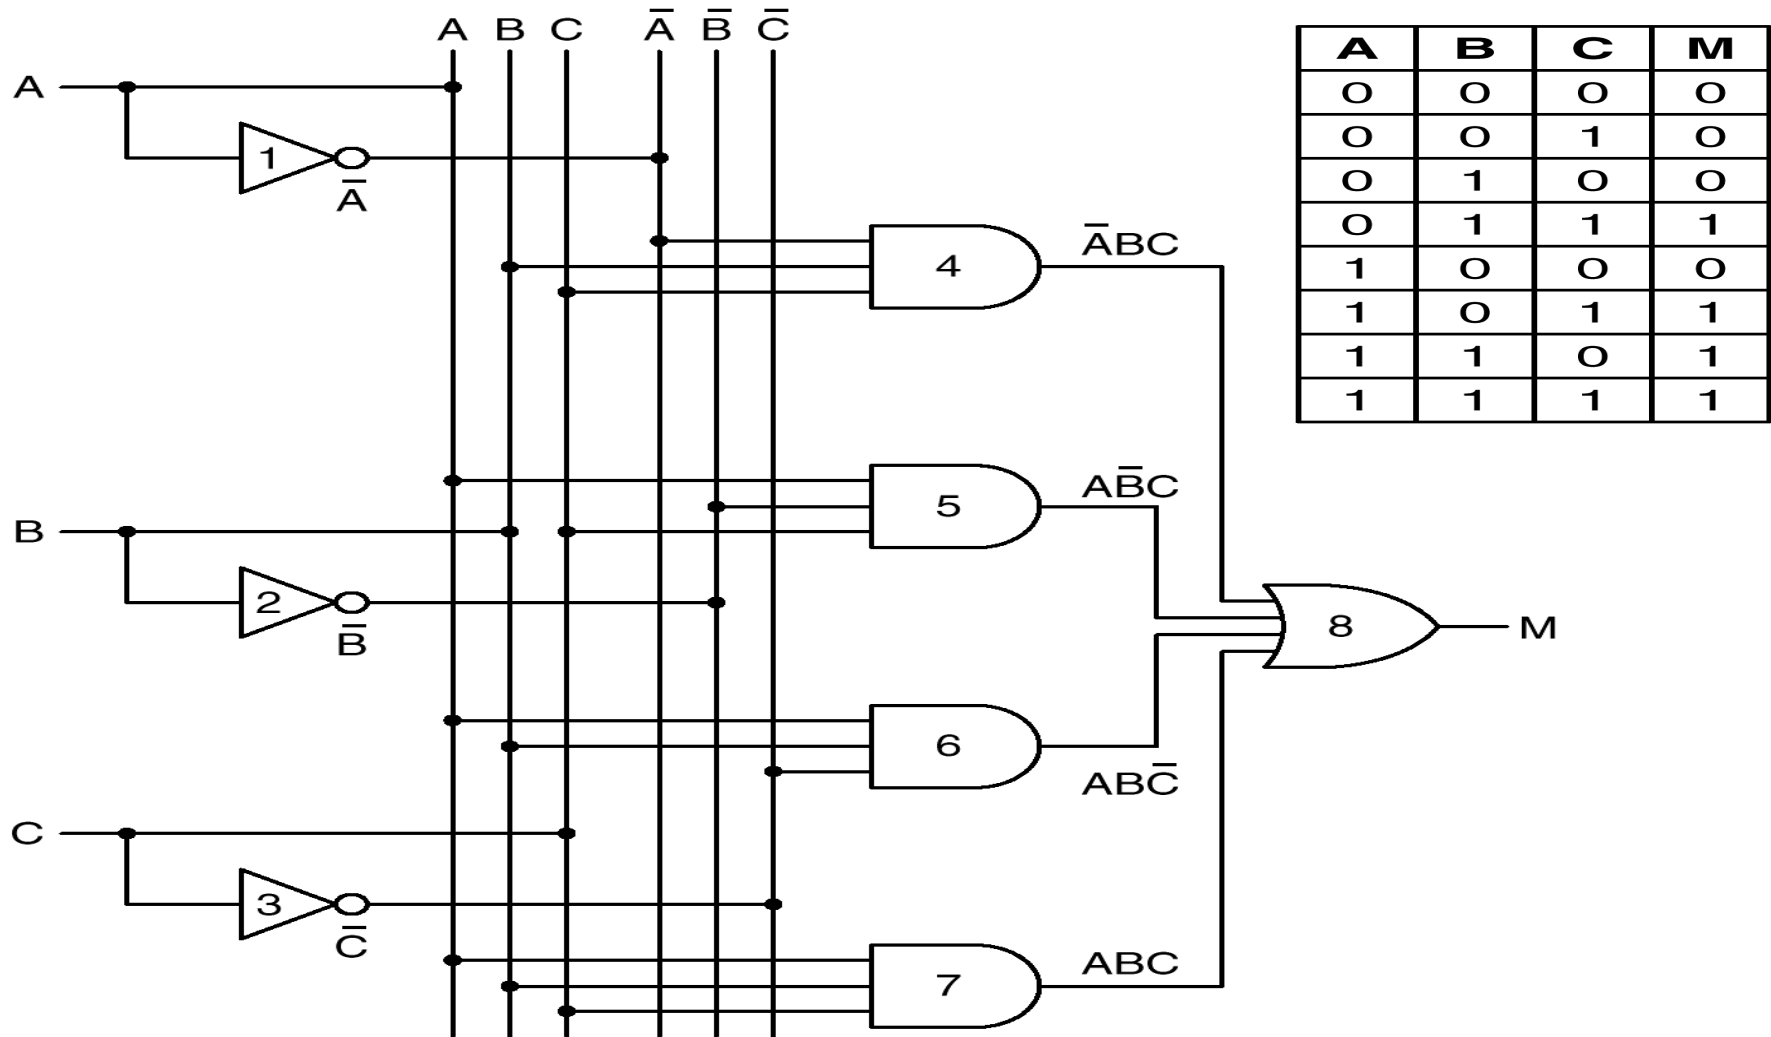 A B C A̅ B̅ C̅
A
1
A̅
4
A̅BC
5
AB̅C
B
2
B̅
8
M
6
ABC̅
C
3
C̅
7
ABC
A B C M
0 0 0 0
0 0 1 0
0 1 0 0
0 1 1 1
1 0 0 0
1 0 1 1
1 1 0 1
1 1 1 1